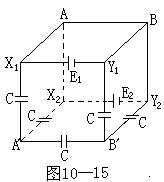 A B
X₁ E₁ Y₁
C X₂ E₂ Y₂
C C C
A' C B'
图10—15